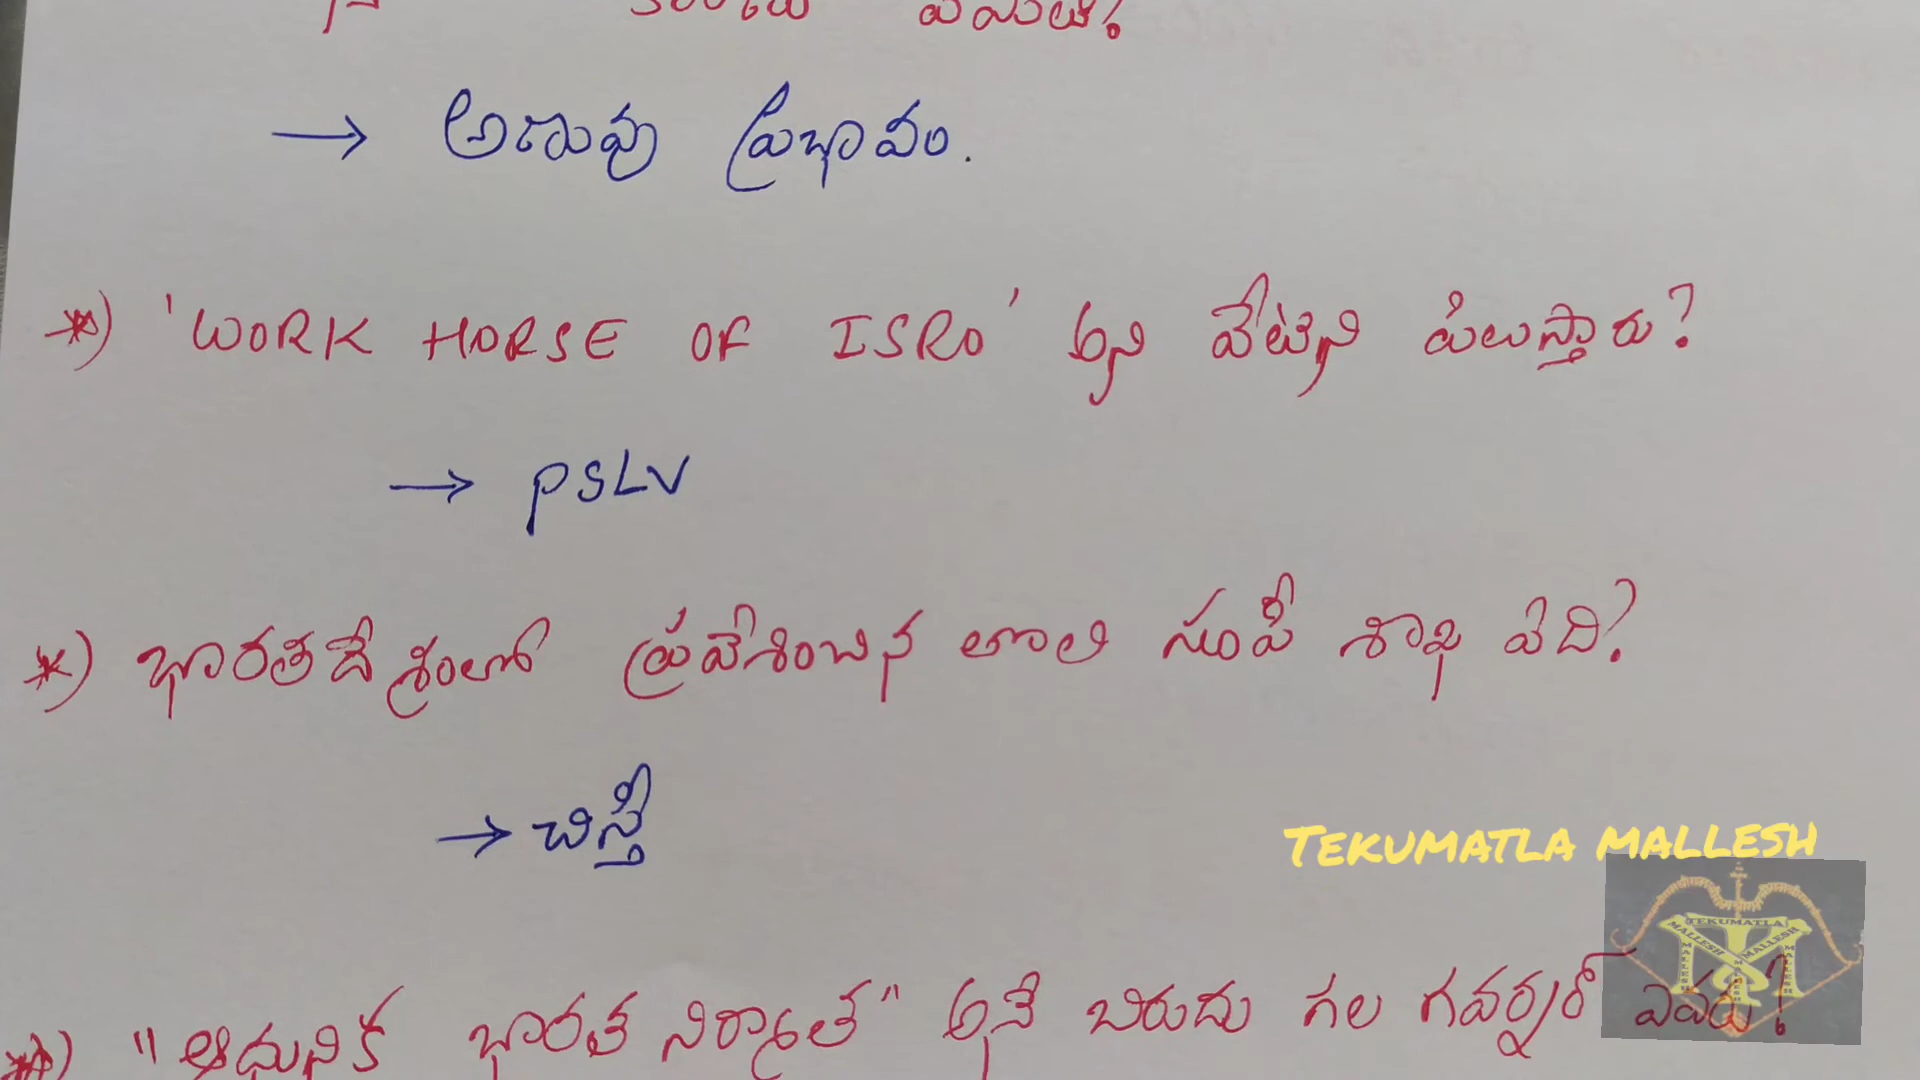 → అణువు ప్రభావం.
*) 'WORK HORSE OF ISRO' అని వేటిని పిలుస్తారు?
→ PSLV
*) భారతదేశంలో ప్రవేశించిన తొలి సూఫీ శాఖ ఏది?
→ చిస్తీ
TEKUMATLA MALLESH
*) "ఆధునిక భారత నిర్మాత" అనే బిరుదు గల గవర్నర్ ఎవరు?